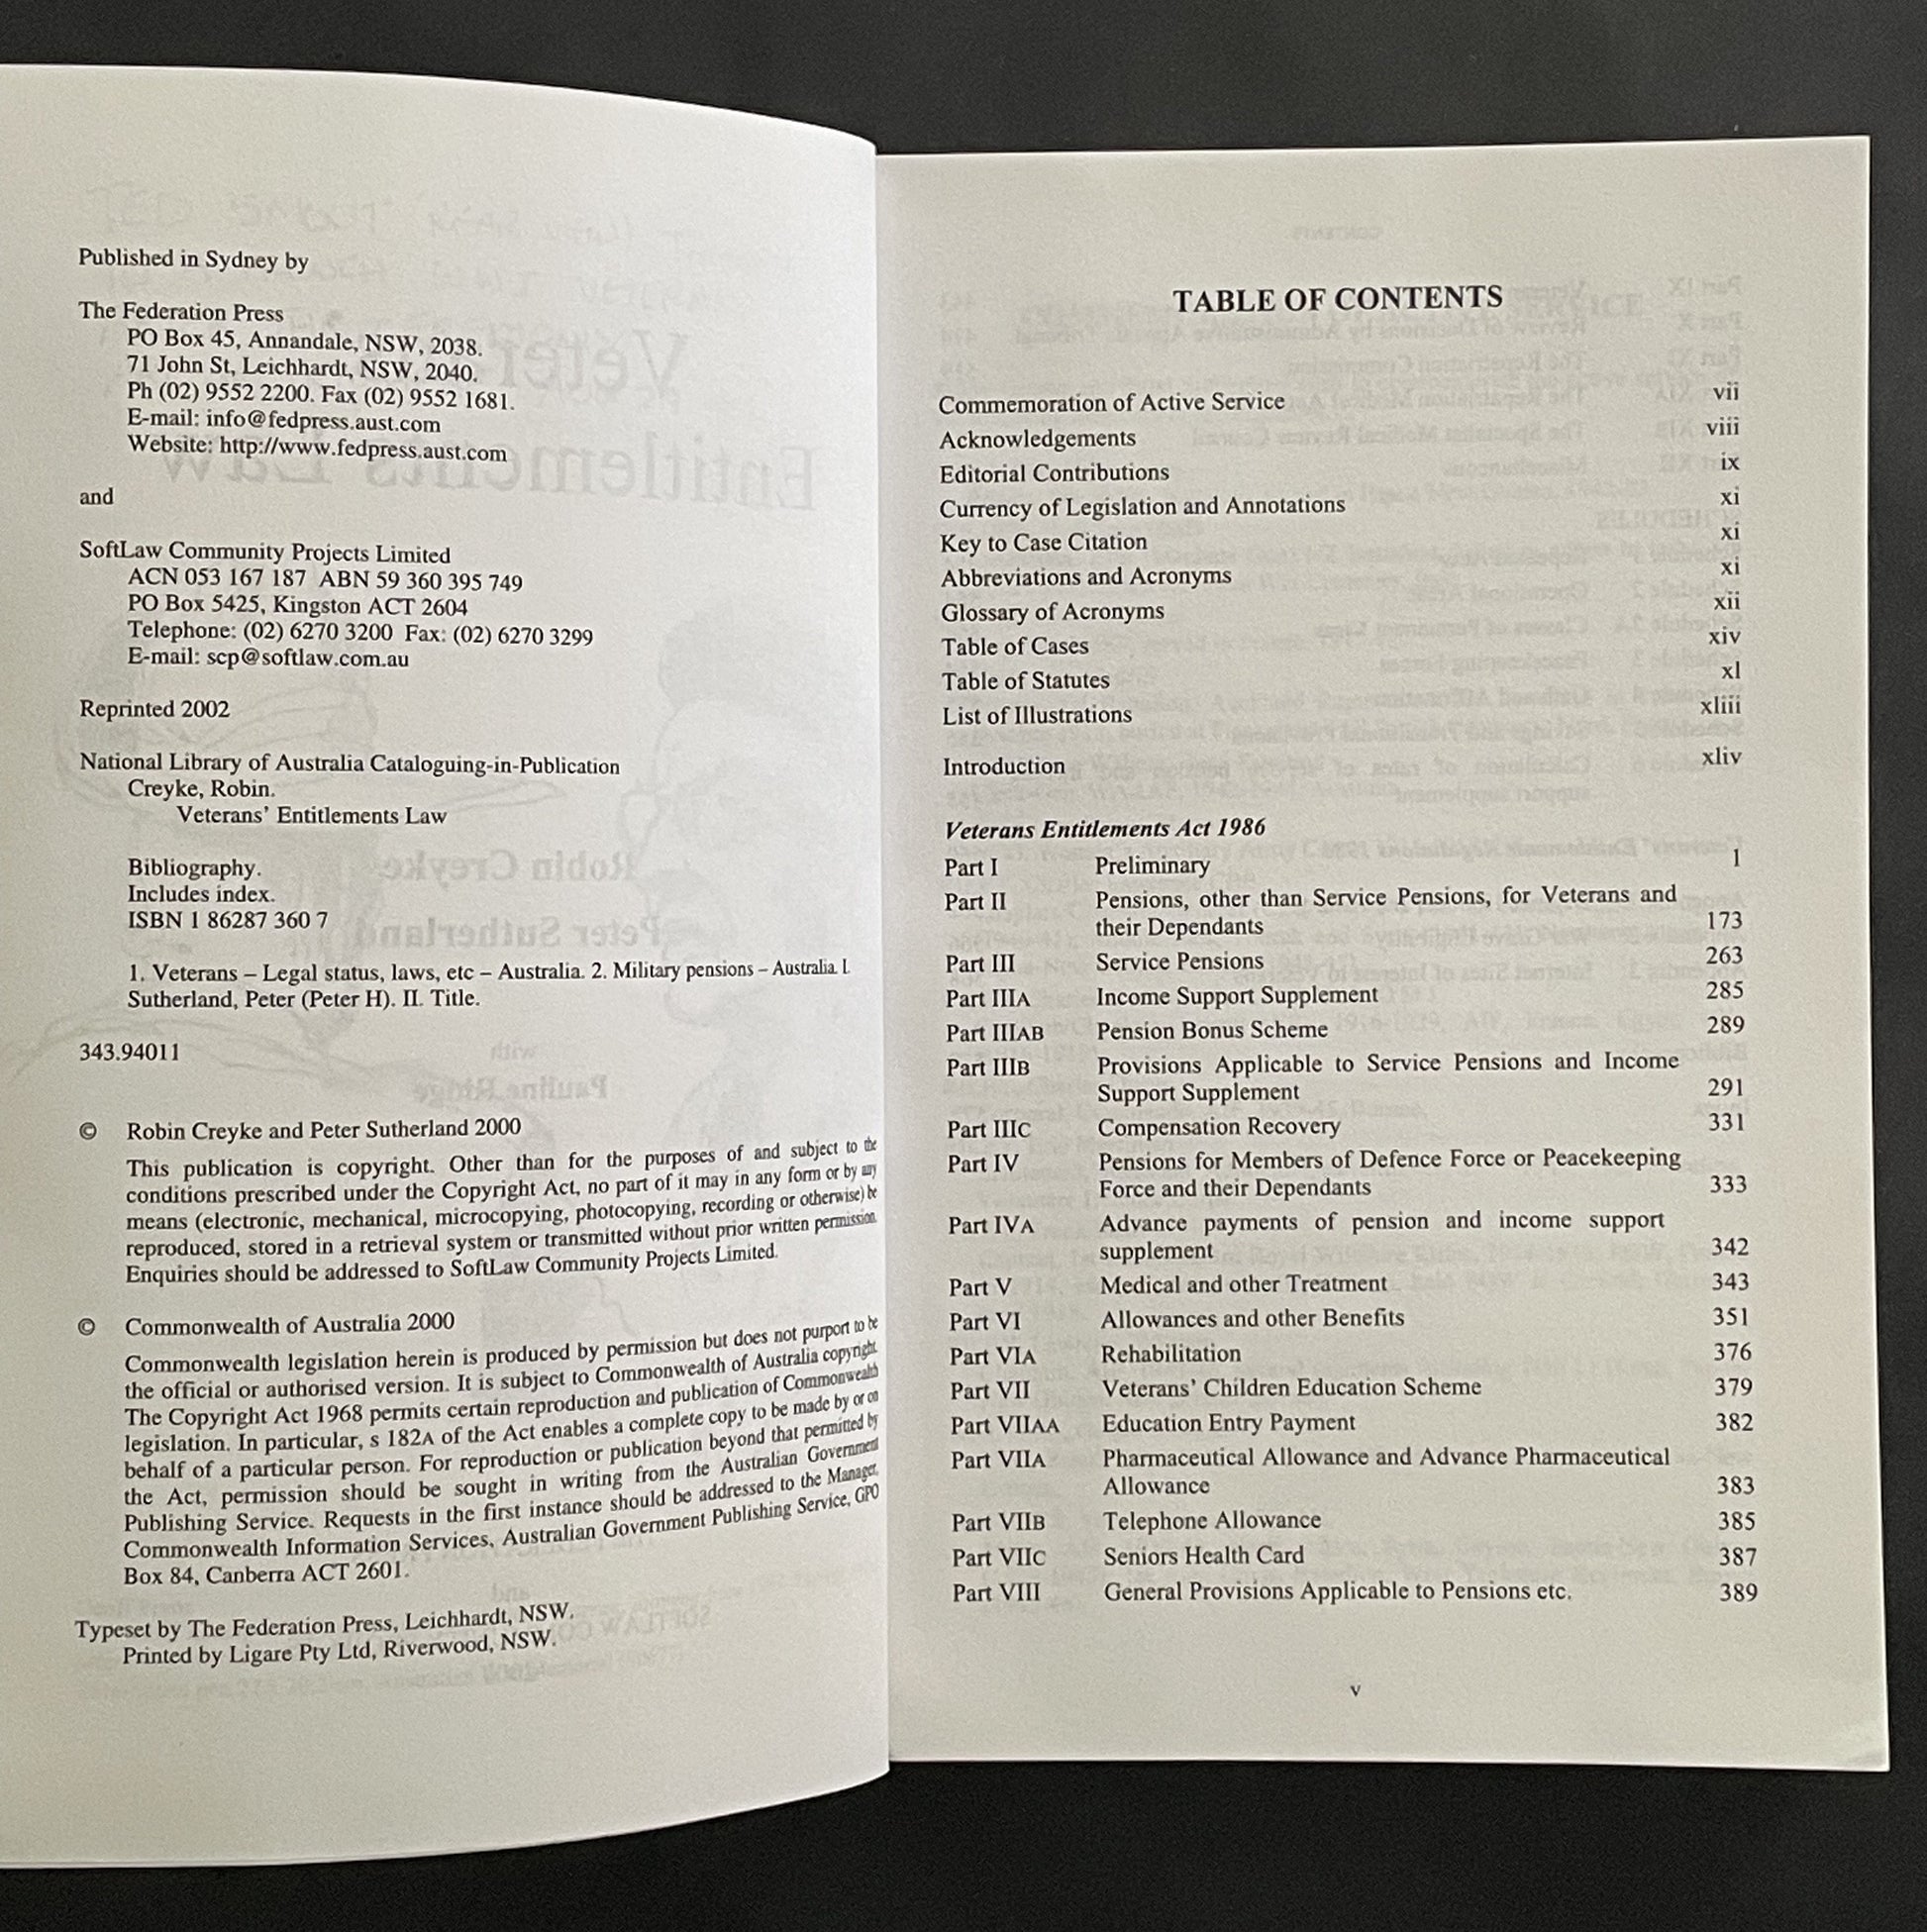 Published in Sydney by
The Federation Press
PO Box 45, Annandale, NSW, 2038.
71 John St, Leichhardt, NSW, 2040.
Ph (02) 9552 2200. Fax (02) 9552 1681.
E-mail: info@fedpress.aust.com
Website: http://www.fedpress.aust.com
and
SoftLaw Community Projects Limited
ACN 053 167 187 ABN 59 360 395 749
PO Box 5425, Kingston ACT 2604
Telephone: (02) 6270 3200 Fax: (02) 6270 3299
E-mail: scp@softlaw.com.au
Reprinted 2002
National Library of Australia Cataloguing-in-Publication
Creyke, Robin.
Veterans' Entitlements Law
Bibliography.
Includes index.
ISBN 1 86287 360 7
1. Veterans – Legal status, laws, etc – Australia. 2. Military pensions – Australia. I.
Sutherland, Peter (Peter H). II. Title.
343.94011
© Robin Creyke and Peter Sutherland 2000
This publication is copyright. Other than for the purposes of and subject to the
conditions prescribed under the Copyright Act, no part of it may in any form or by any
means (electronic, mechanical, microcopying, photocopying, recording or otherwise) be
reproduced, stored in a retrieval system or transmitted without prior written permission.
Enquiries should be addressed to SoftLaw Community Projects Limited.
© Commonwealth of Australia 2000
Commonwealth legislation herein is produced by permission but does not purport to be
the official or authorised version. It is subject to Commonwealth of Australia copyright.
The Copyright Act 1968 permits certain reproduction and publication of Commonwealth
legislation. In particular, s 182A of the Act enables a complete copy to be made by or on
behalf of a particular person. For reproduction or publication beyond that permitted by
the Act, permission should be sought in writing from the Australian Government
Publishing Service. Requests in the first instance should be addressed to the Manager,
Commonwealth Information Services, Australian Government Publishing Service, GPO
Box 84, Canberra ACT 2601.
Typeset by The Federation Press, Leichhardt, NSW.
Printed by Ligare Pty Ltd, Riverwood, NSW.
TABLE OF CONTENTS
Commemoration of Active Service vii
Acknowledgements viii
Editorial Contributions ix
Currency of Legislation and Annotations xi
Key to Case Citation xi
Abbreviations and Acronyms xi
Glossary of Acronyms xii
Table of Cases xiv
Table of Statutes xl
List of Illustrations xliii
Introduction xliv
Veterans Entitlements Act 1986
Part I Preliminary 1
Part II Pensions, other than Service Pensions, for Veterans and
their Dependants 173
Part III Service Pensions 263
Part IIIA Income Support Supplement 285
Part IIIAB Pension Bonus Scheme 289
Part IIIB Provisions Applicable to Service Pensions and Income
Support Supplement 291
Part IIIC Compensation Recovery 331
Part IV Pensions for Members of Defence Force or Peacekeeping
Force and their Dependants 333
Part IVA Advance payments of pension and income support
supplement 342
Part V Medical and other Treatment 343
Part VI Allowances and other Benefits 351
Part VIA Rehabilitation 376
Part VII Veterans' Children Education Scheme 379
Part VIIAA Education Entry Payment 382
Part VIIA Pharmaceutical Allowance and Advance Pharmaceutical
Allowance 383
Part VIIB Telephone Allowance 385
Part VIIC Seniors Health Card 387
Part VIII General Provisions Applicable to Pensions etc. 389
v